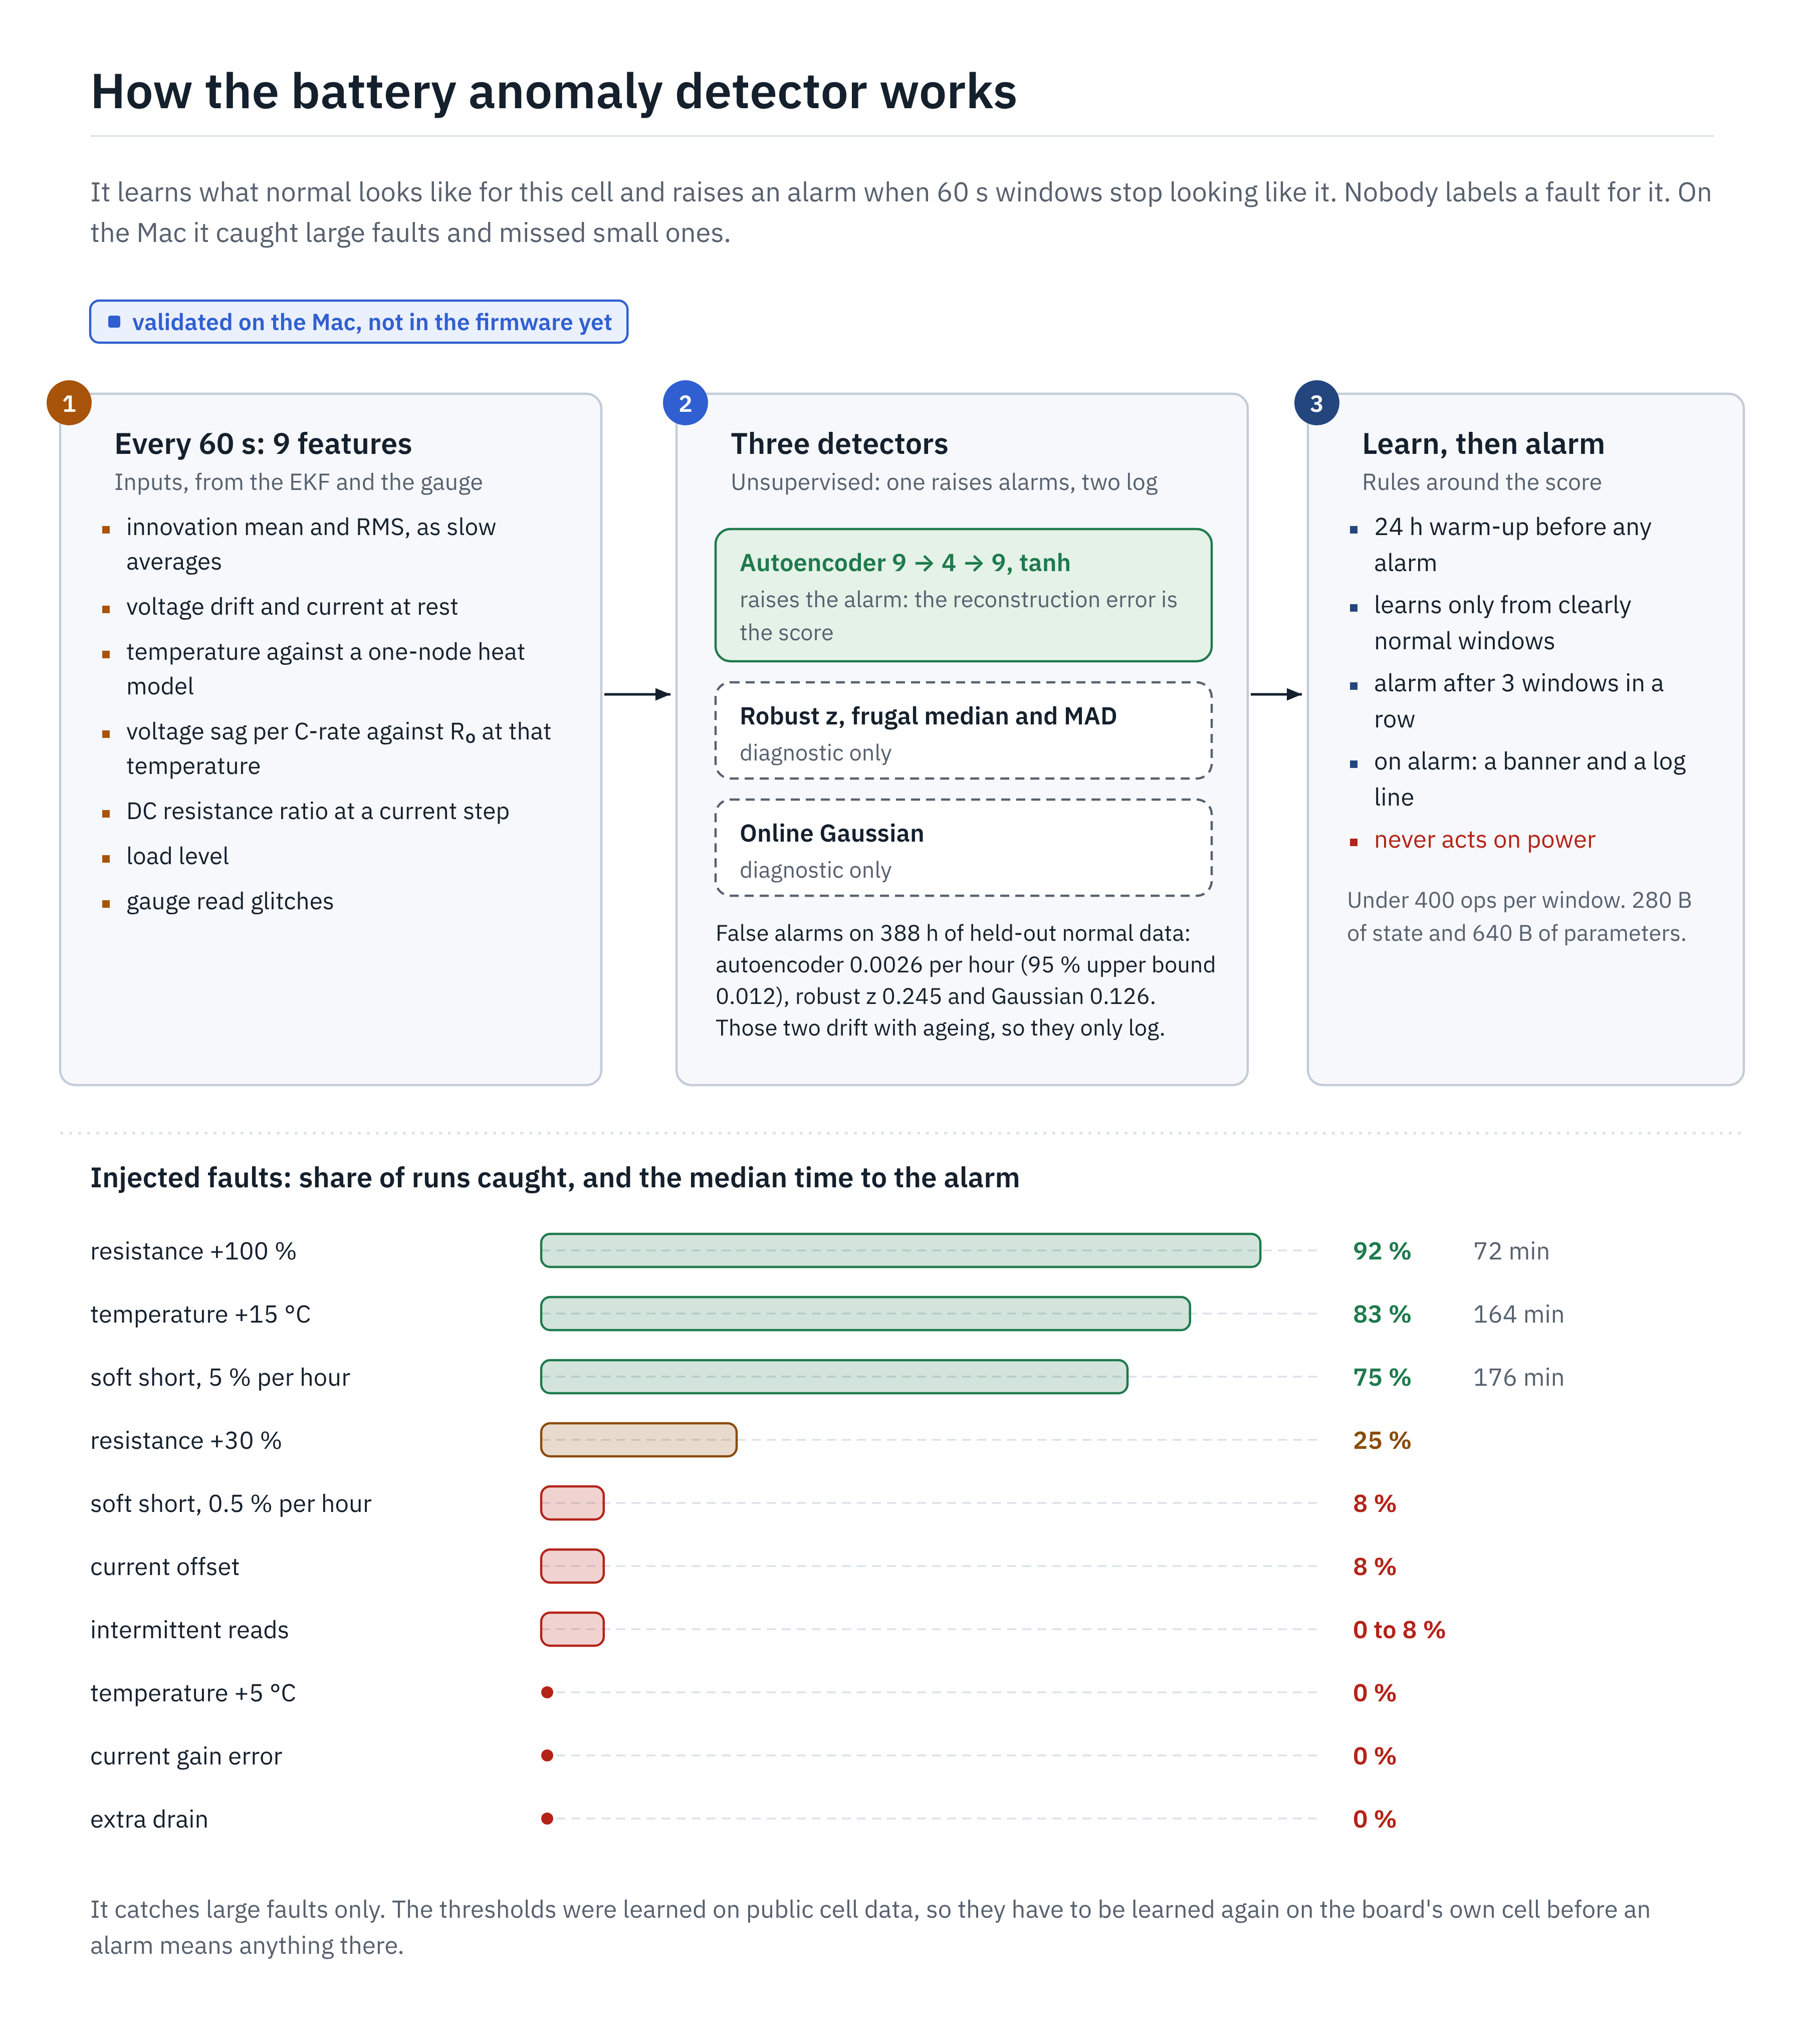 How the battery anomaly detector works
It learns what normal looks like for this cell and raises an alarm when 60 s windows stop looking like it. Nobody labels a fault for it. On
the Mac it caught large faults and missed small ones.
validated on the Mac, not in the firmware yet
1
Every 60 s: 9 features
Inputs, from the EKF and the gauge
innovation mean and RMS, as slow
averages
voltage drift and current at rest
temperature against a one-node heat
model
voltage sag per C-rate against R₀ at that
temperature
DC resistance ratio at a current step
load level
gauge read glitches
2
Three detectors
Unsupervised: one raises alarms, two log
Autoencoder 9 → 4 → 9, tanh
raises the alarm: the reconstruction error is
the score
Robust z, frugal median and MAD
diagnostic only
Online Gaussian
diagnostic only
False alarms on 388 h of held-out normal data:
autoencoder 0.0026 per hour (95 % upper bound
0.012), robust z 0.245 and Gaussian 0.126.
Those two drift with ageing, so they only log.
3
Learn, then alarm
Rules around the score
24 h warm-up before any
alarm
learns only from clearly
normal windows
alarm after 3 windows in a
row
on alarm: a banner and a log
line
never acts on power
Under 400 ops per window. 280 B
of state and 640 B of parameters.
Injected faults: share of runs caught, and the median time to the alarm
resistance +100 % 92 % 72 min
temperature +15 °C 83 % 164 min
soft short, 5 % per hour 75 % 176 min
resistance +30 % 25 %
soft short, 0.5 % per hour 8 %
current offset 8 %
intermittent reads 0 to 8 %
temperature +5 °C 0 %
current gain error 0 %
extra drain 0 %
It catches large faults only. The thresholds were learned on public cell data, so they have to be learned again on the board's own cell before an
alarm means anything there.